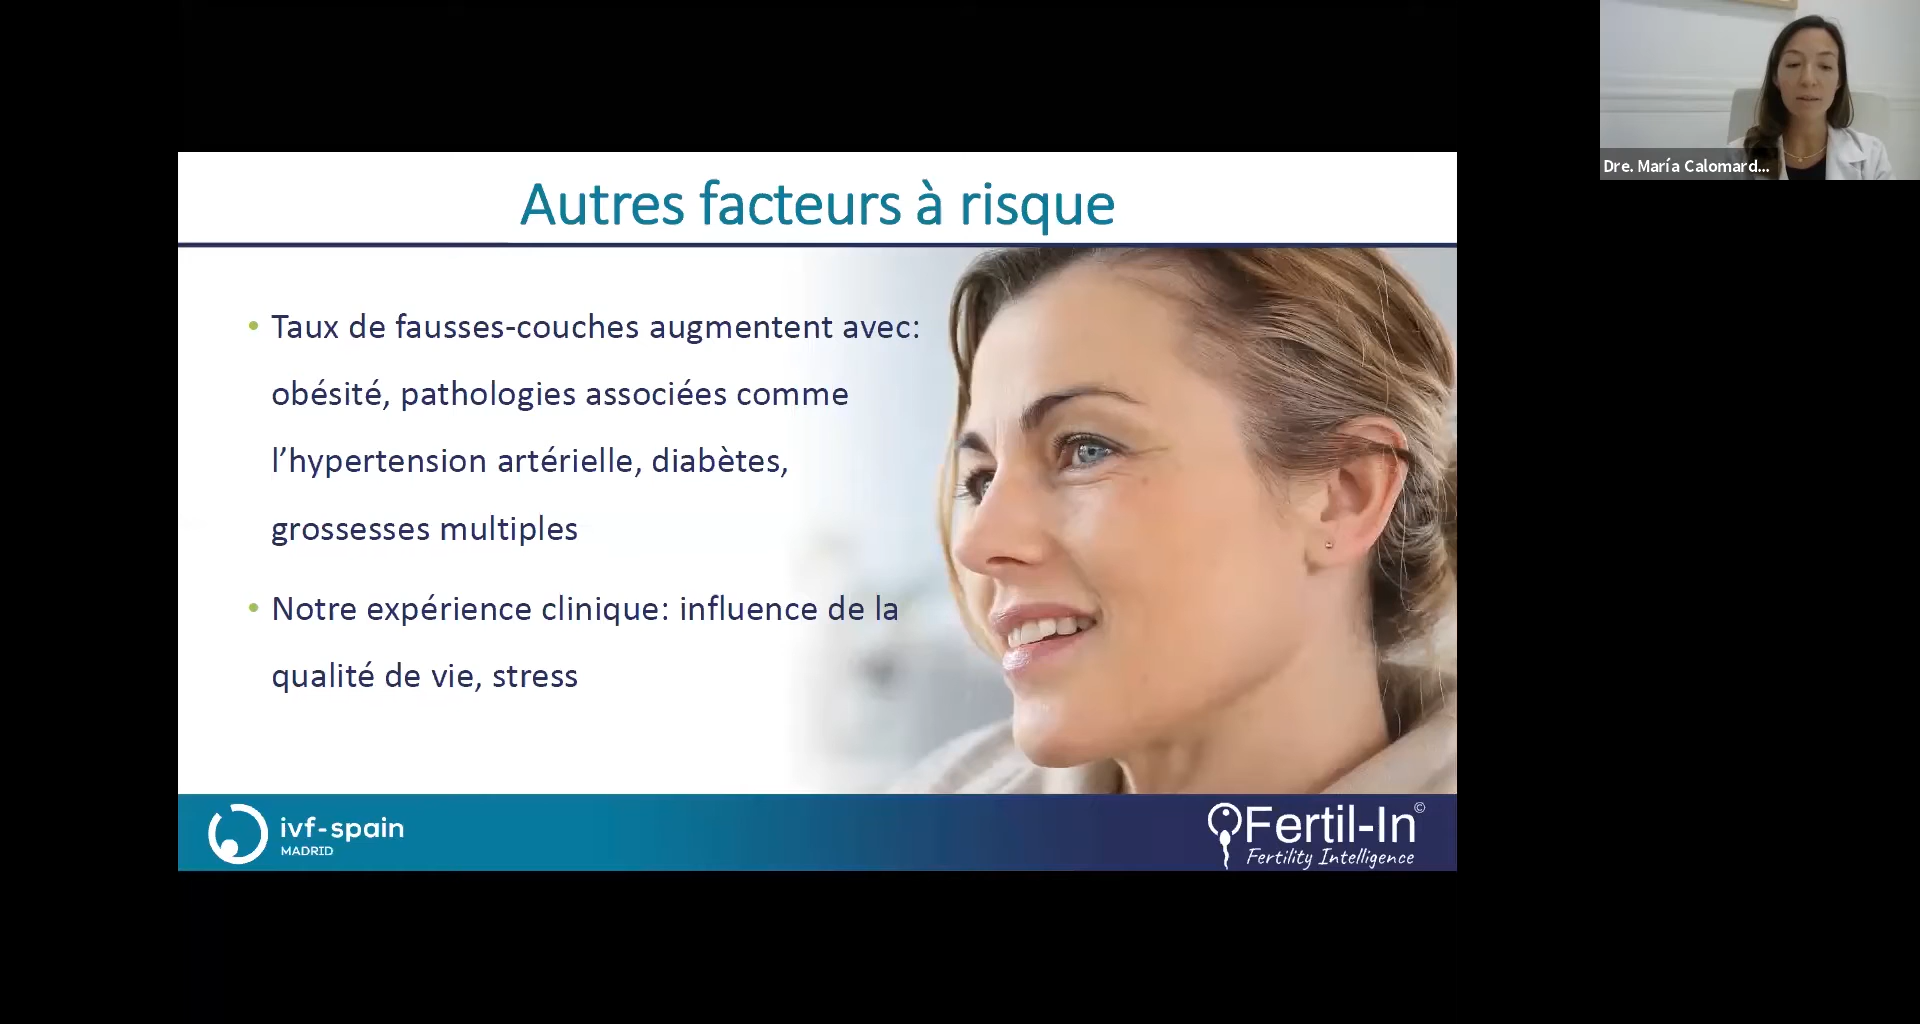 Autres facteurs à risque
• Taux de fausses-couches augmentent avec:
obésité, pathologies associées comme
l’hypertension artérielle, diabètes,
grossesses multiples
• Notre expérience clinique: influence de la
qualité de vie, stress
ivf-spain
MADRID
Fertil-In©
Fertility Intelligence
Dre. María Calomard...